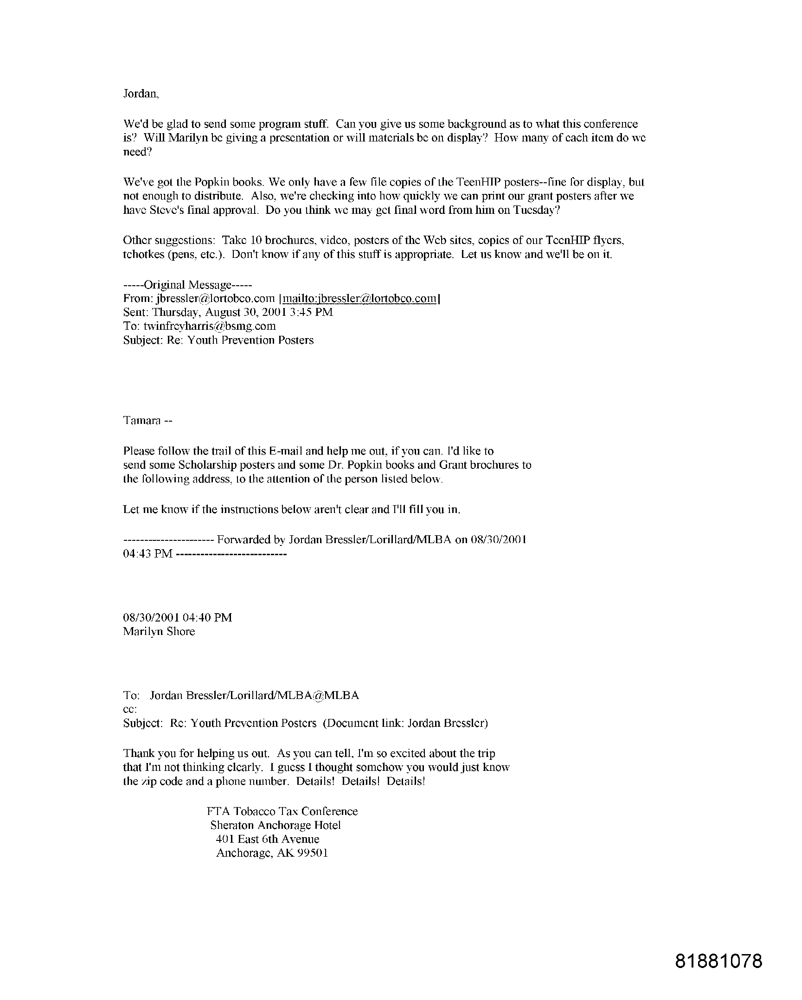 Jordan,
We'd be glad to send some program stuff. Can you give us some background as to what this conference
is? Will Marilyn be giving a presentation or will materials be on display? How many of each item do we
need?
We've got the Popkin books. We only have a few file copies of the TeenHIP posters--fine for display, but
not enough to distribute. Also, we're checking into how quickly we can print our grant posters after we
have Steve's final approval. Do you think we may get final word from him on Tuesday?
Other suggestions: Take 10 brochures, video, posters of the Web sites, copies of our TeenHIP flyers,
tchotkes (pens, etc.). Don't know if any of this stuff is appropriate. Let us know and we'll be on it.
-----Original Message-----
From: jbressler@lortobco.com [mailto:jbressler@lortobco.com]
Sent: Thursday, August 30, 2001 3:45 PM
To: twinfreyharris@bsmg.com
Subject: Re: Youth Prevention Posters
Tamara --
Please follow the trail of this E-mail and help me out, if you can. I'd like to
send some Scholarship posters and some Dr. Popkin books and Grant brochures to
the following address, to the attention of the person listed below.
Let me know if the instructions below aren't clear and I'll fill you in.
---------------------- Forwarded by Jordan Bressler/Lorillard/MLBA on 08/30/2001
04:43 PM ---------------------------
08/30/2001 04:40 PM
Marilyn Shore
To: Jordan Bressler/Lorillard/MLBA@MLBA
cc:
Subject: Re: Youth Prevention Posters (Document link: Jordan Bressler)
Thank you for helping us out. As you can tell, I'm so excited about the trip
that I'm not thinking clearly. I guess I thought somehow you would just know
the zip code and a phone number. Details! Details! Details!
FTA Tobacco Tax Conference
Sheraton Anchorage Hotel
401 East 6th Avenue
Anchorage, AK 99501
81881078